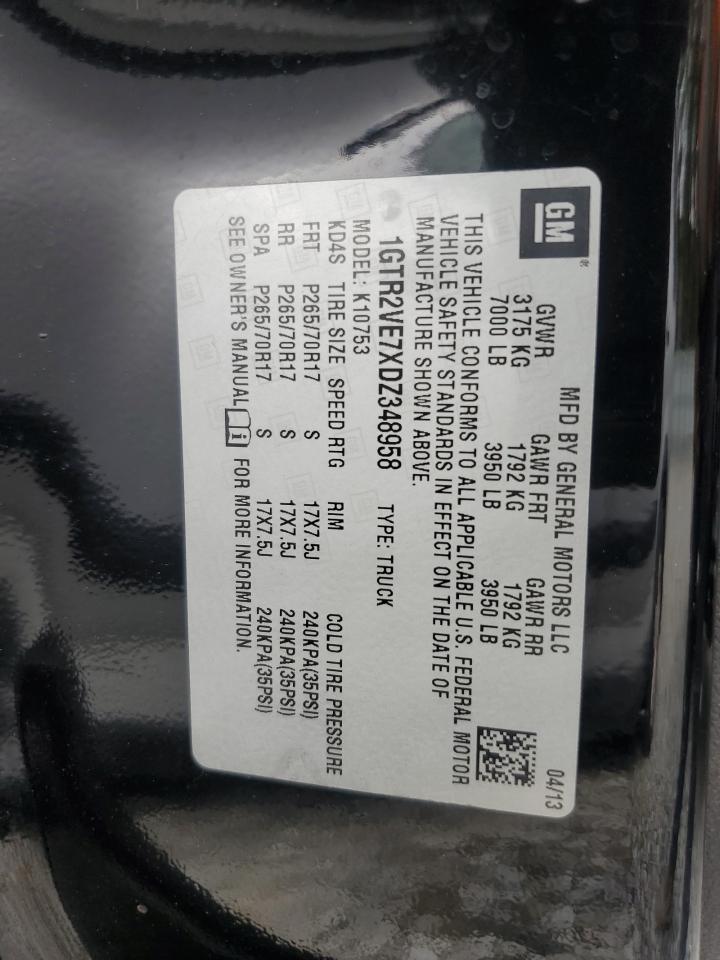 GM
MFD BY GENERAL MOTORS LLC 04/13
GVWR GAWR FRT GAWR RR
3175 KG 1792 KG 1792 KG
7000 LB 3950 LB 3950 LB
THIS VEHICLE CONFORMS TO ALL APPLICABLE U.S. FEDERAL MOTOR
VEHICLE SAFETY STANDARDS IN EFFECT ON THE DATE OF
MANUFACTURE SHOWN ABOVE.
1GTR2VE7XDZ348958 TYPE: TRUCK
MODEL: K10753
KD4S TIRE SIZE SPEED RTG RIM COLD TIRE PRESSURE
FRT P265/70R17 S 17X7.5J 240KPA(35PSI)
RR P265/70R17 S 17X7.5J 240KPA(35PSI)
SPA P265/70R17 S 17X7.5J 240KPA(35PSI)
SEE OWNER'S MANUAL FOR MORE INFORMATION.